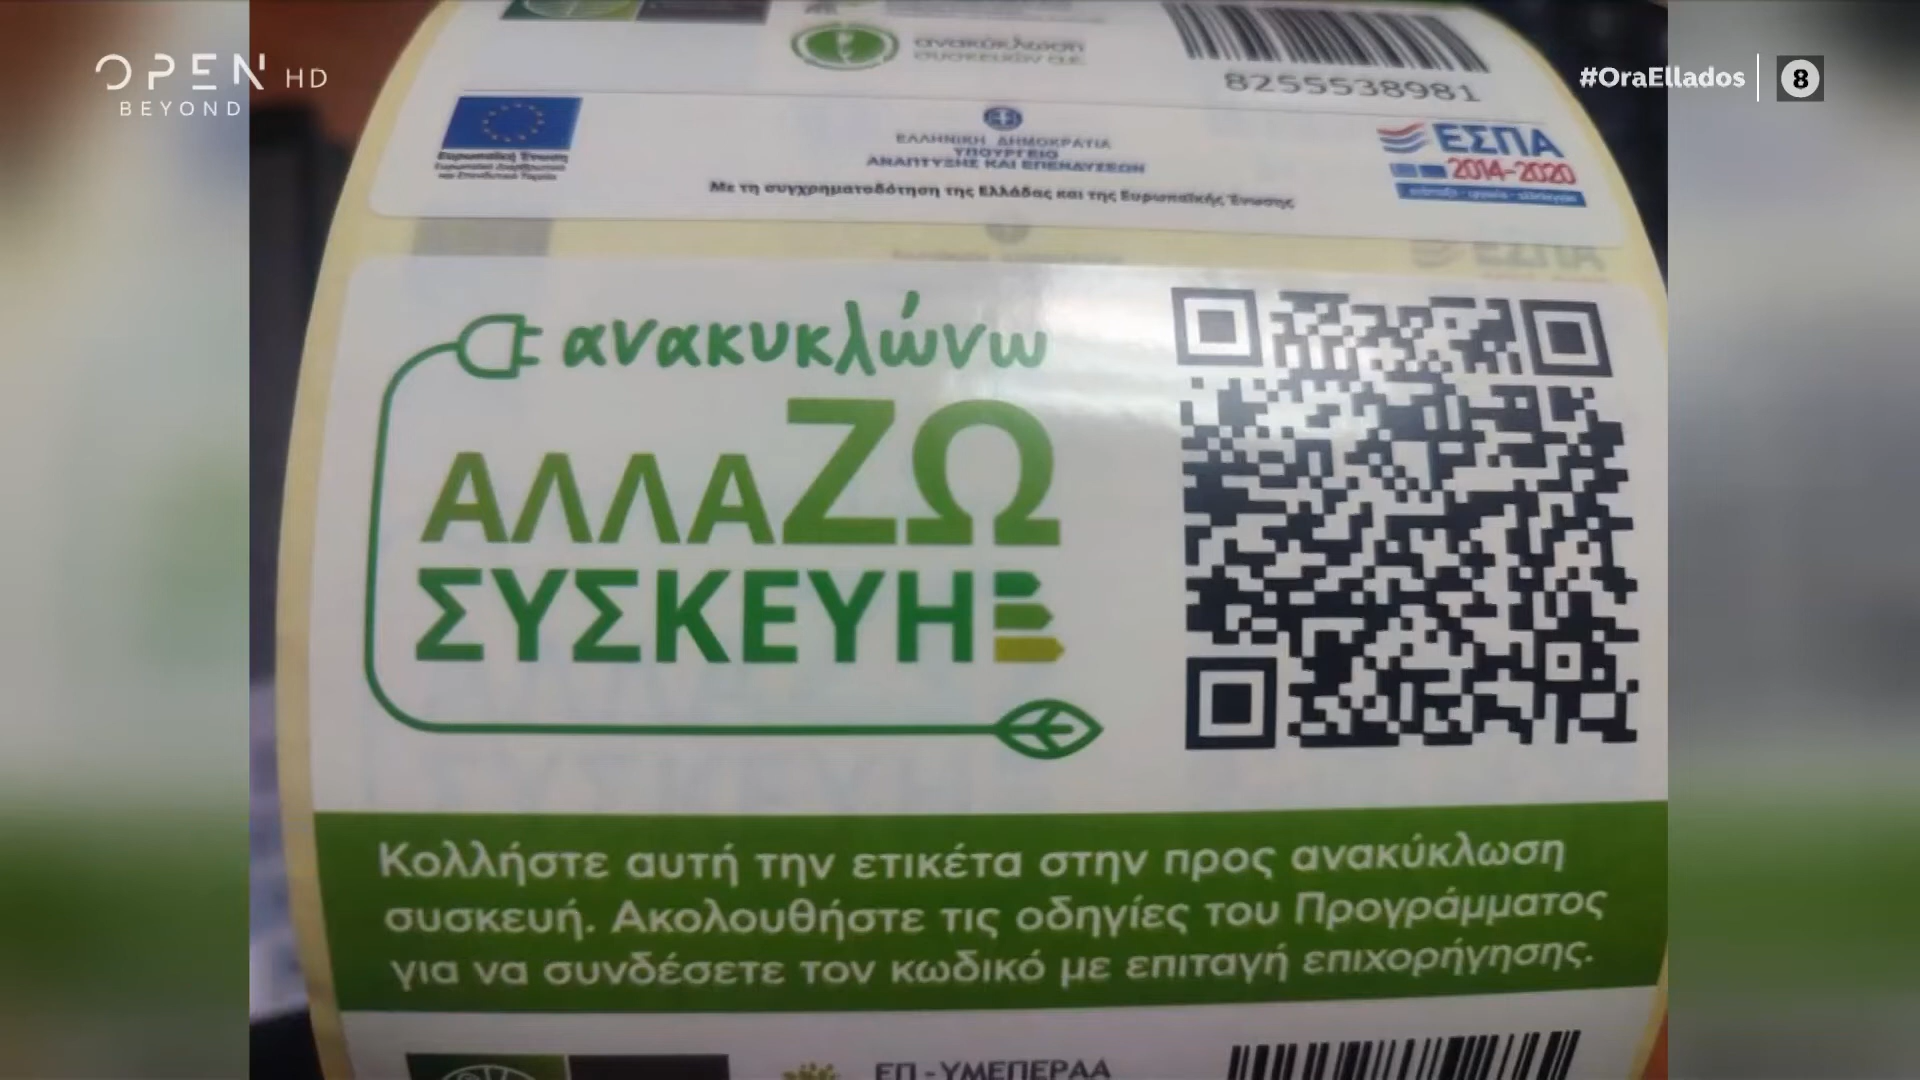 OPEN HD
BEYOND
#OraEllados
8
ανακύκλωση
συσκευών α.ε.
8255538981
Ευρωπαϊκή Ένωση
ΕΛΛΗΝΙΚΗ ΔΗΜΟΚΡΑΤΙΑ
ΥΠΟΥΡΓΕΙΟ
ΑΝΑΠΤΥΞΗΣ ΚΑΙ ΕΠΕΝΔΥΣΕΩΝ
Με τη συγχρηματοδότηση της Ελλάδας και της Ευρωπαϊκής Ένωσης
ΕΣΠΑ
2014-2020
ανακυκλώνω
ΑΛΛΑΖΩ
ΣΥΣΚΕΥΗ
Κολλήστε αυτή την ετικέτα στην προς ανακύκλωση
συσκευή. Ακολουθήστε τις οδηγίες του Προγράμματος
για να συνδέσετε τον κωδικό με επιταγή επιχορήγησης.
ΕΠ - ΥΜΕΠΕΡΑΑ